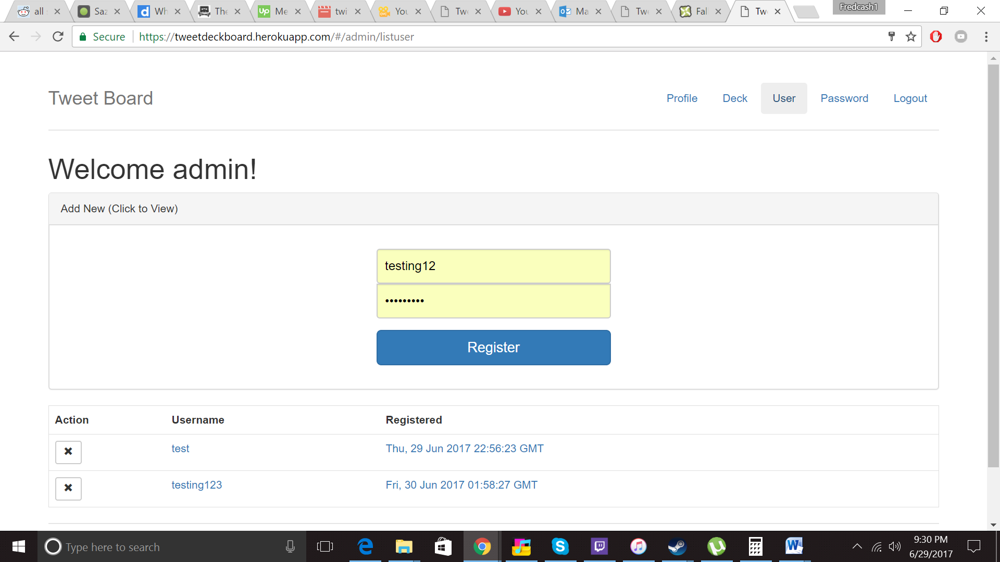 all
Saz
Wh
The
Me
twi
You
Twe
You
Ma
Twe
Fal
Tw
Fredcash1
Secure
https://tweetdeckboard.herokuapp.com/#/admin/listuser
Tweet Board
Profile
Deck
User
Password
Logout
Welcome admin!
Add New (Click to View)
testing12
•••••••••
Register
Action Username Registered
test Thu, 29 Jun 2017 22:56:23 GMT
testing123 Fri, 30 Jun 2017 01:58:27 GMT
Type here to search
9:30 PM
6/29/2017